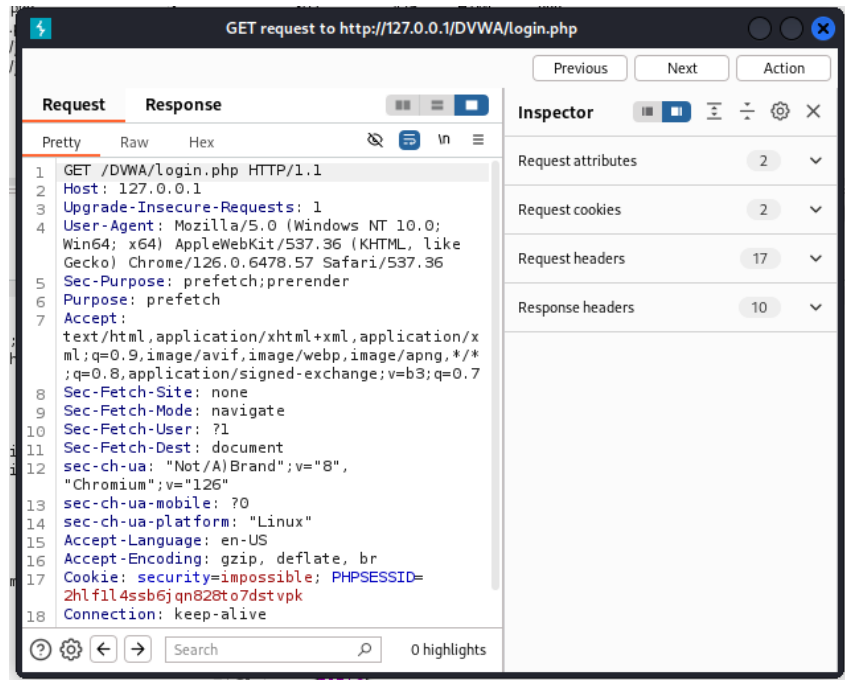 GET request to http://127.0.0.1/DVWA/login.php
Previous Next Action
Request Response
Inspector
Pretty Raw Hex
\n
1 GET /DVWA/login.php HTTP/1.1
2 Host: 127.0.0.1
3 Upgrade-Insecure-Requests: 1
4 User-Agent: Mozilla/5.0 (Windows NT 10.0;
Win64; x64) AppleWebKit/537.36 (KHTML, like
Gecko) Chrome/126.0.6478.57 Safari/537.36
5 Sec-Purpose: prefetch;prerender
6 Purpose: prefetch
7 Accept:
text/html,application/xhtml+xml,application/x
ml;q=0.9,image/avif,image/webp,image/apng,*/*
;q=0.8,application/signed-exchange;v=b3;q=0.7
8 Sec-Fetch-Site: none
9 Sec-Fetch-Mode: navigate
10 Sec-Fetch-User: ?1
11 Sec-Fetch-Dest: document
12 sec-ch-ua: "Not/A)Brand";v="8",
"Chromium";v="126"
13 sec-ch-ua-mobile: ?0
14 sec-ch-ua-platform: "Linux"
15 Accept-Language: en-US
16 Accept-Encoding: gzip, deflate, br
17 Cookie: security=impossible; PHPSESSID=
2hlf1l4ssb6jqn828to7dstvpk
18 Connection: keep-alive
Search
0 highlights
Request attributes 2
Request cookies 2
Request headers 17
Response headers 10